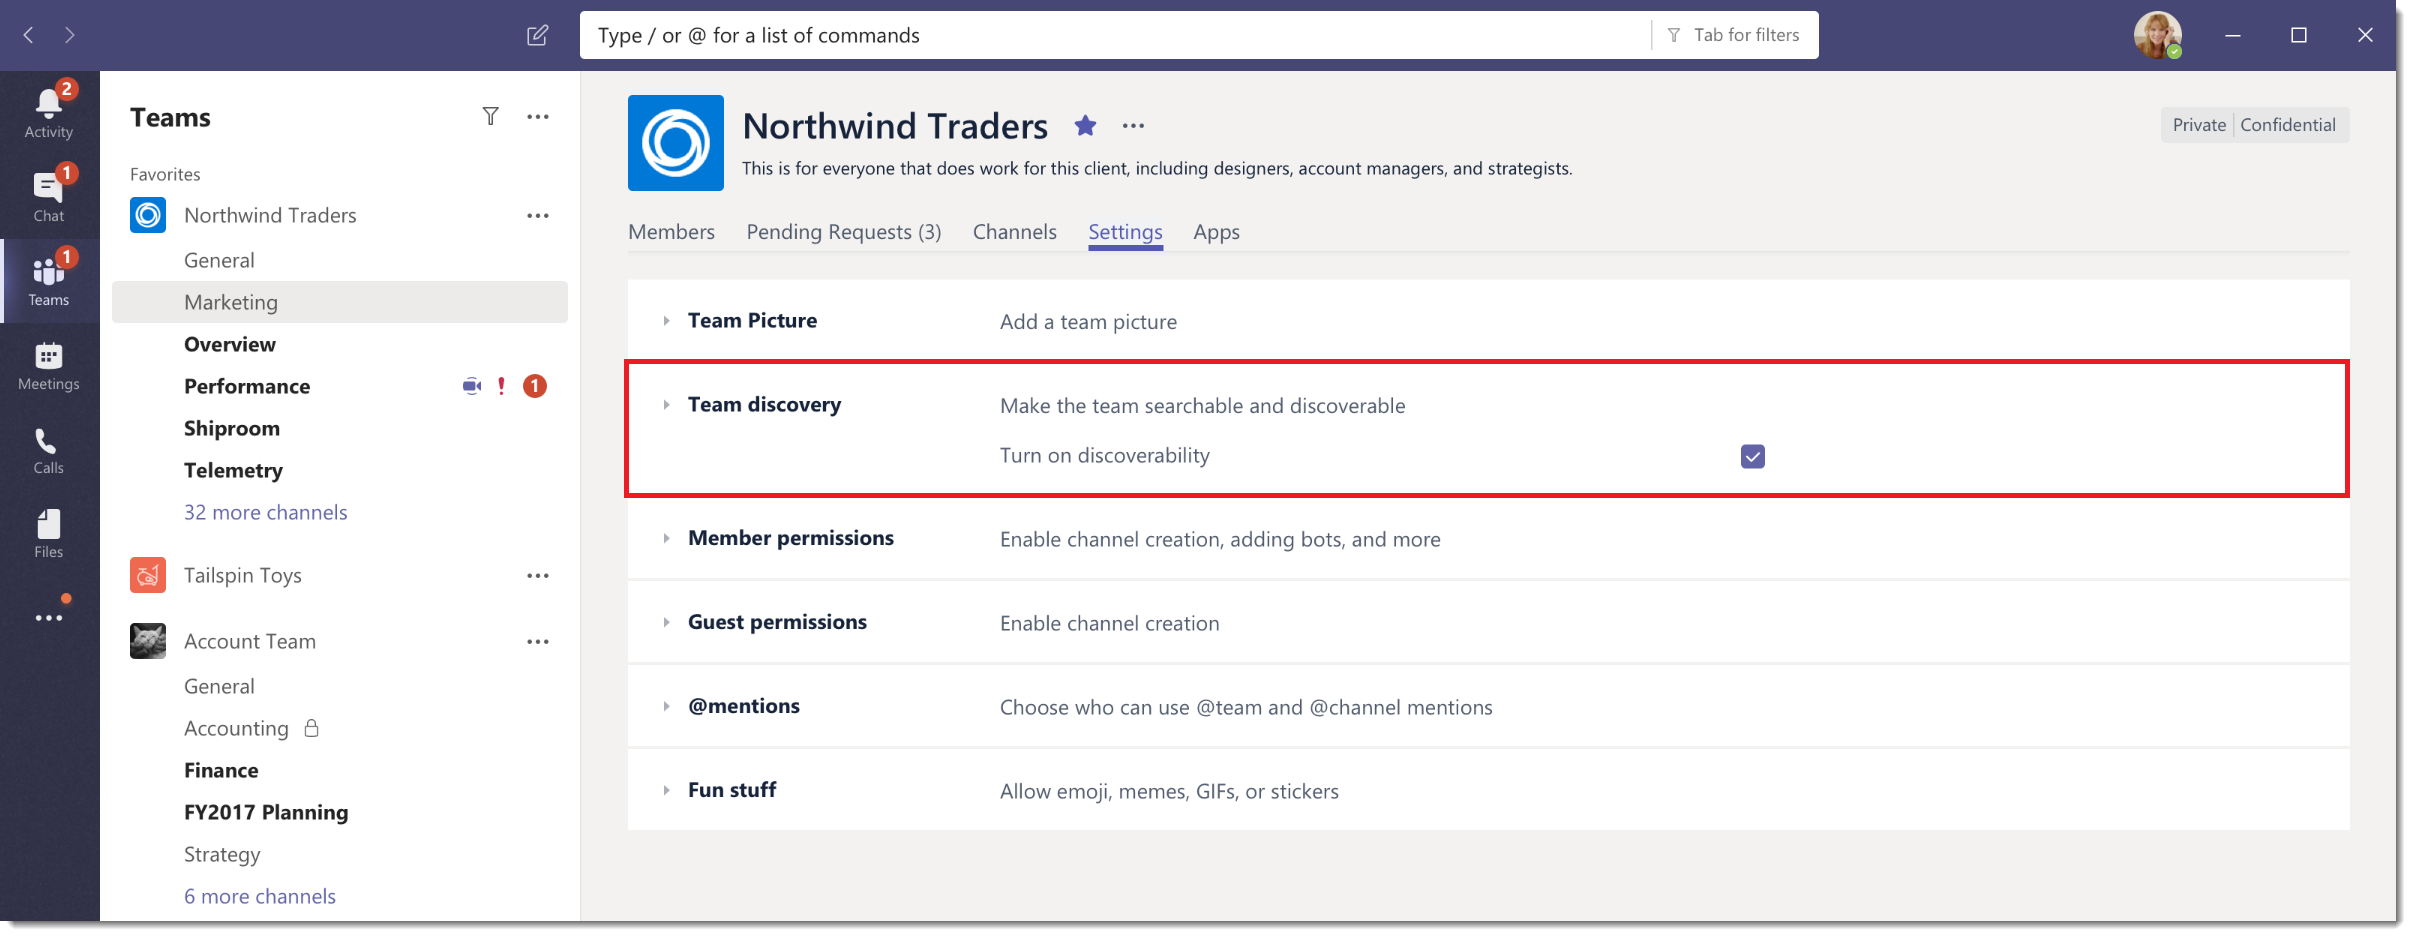 Type / or @ for a list of commands
Tab for filters
2
Activity
1
Chat
1
Teams
Meetings
Calls
Files
Teams
Favorites
Northwind Traders
General
Marketing
Overview
Performance ! 1
Shiproom
Telemetry
32 more channels
Tailspin Toys
Account Team
General
Accounting
Finance
FY2017 Planning
Strategy
6 more channels
Northwind Traders
Private Confidential
This is for everyone that does work for this client, including designers, account managers, and strategists.
Members Pending Requests (3) Channels Settings Apps
Team Picture Add a team picture
Team discovery Make the team searchable and discoverable
Turn on discoverability
Member permissions Enable channel creation, adding bots, and more
Guest permissions Enable channel creation
@mentions Choose who can use @team and @channel mentions
Fun stuff Allow emoji, memes, GIFs, or stickers